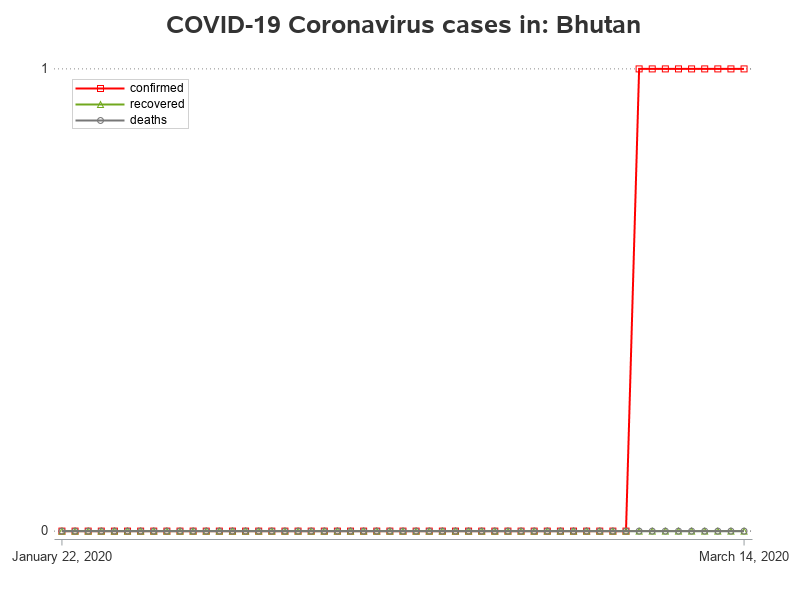 COVID-19 Coronavirus cases in: Bhutan
1
confirmed
recovered
deaths
0
January 22, 2020
March 14, 2020